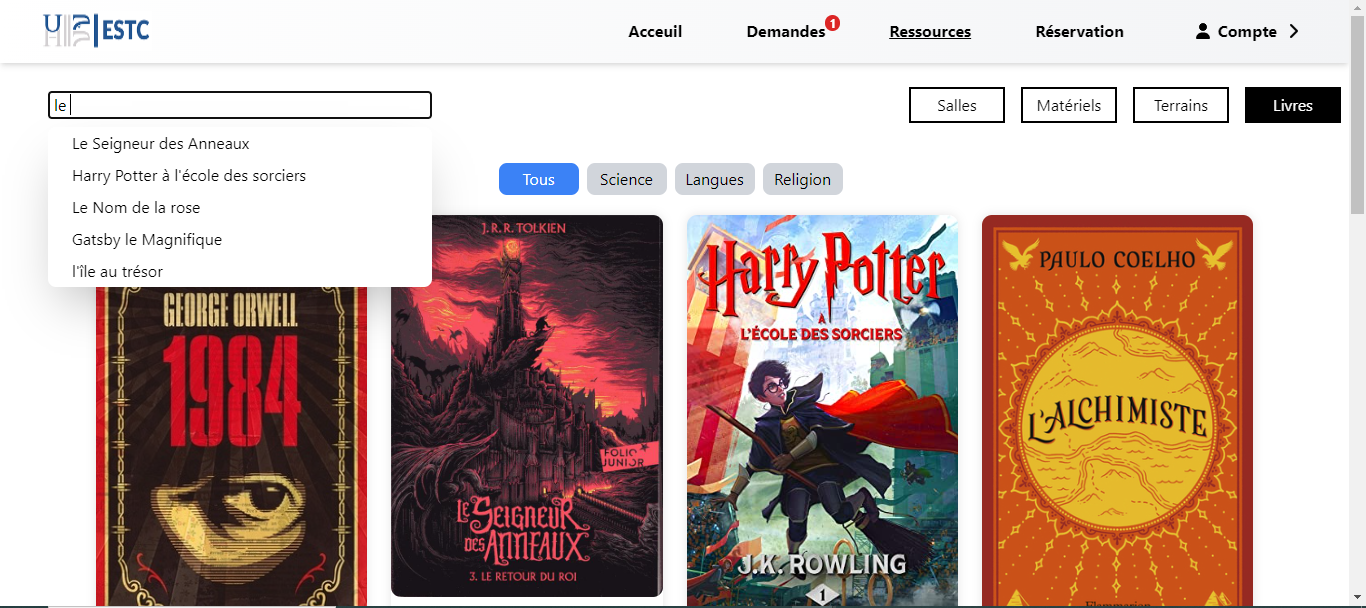 UH2C ESTC
Acceuil
Demandes 1
Ressources
Réservation
Compte
le
Salles
Matériels
Terrains
Livres
Le Seigneur des Anneaux
Harry Potter à l'école des sorciers
Le Nom de la rose
Gatsby le Magnifique
l'île au trésor
Tous
Science
Langues
Religion
GEORGE ORWELL
1984
J.R.R. TOLKIEN
FOLIO
JUNIOR
LE SEIGNEUR
DES ANNEAUX
3. LE RETOUR DU ROI
Harry Potter
À
L'ÉCOLE DES SORCIERS
J.K. ROWLING
1
PAULO COELHO
L'ALCHIMISTE
Flammarion